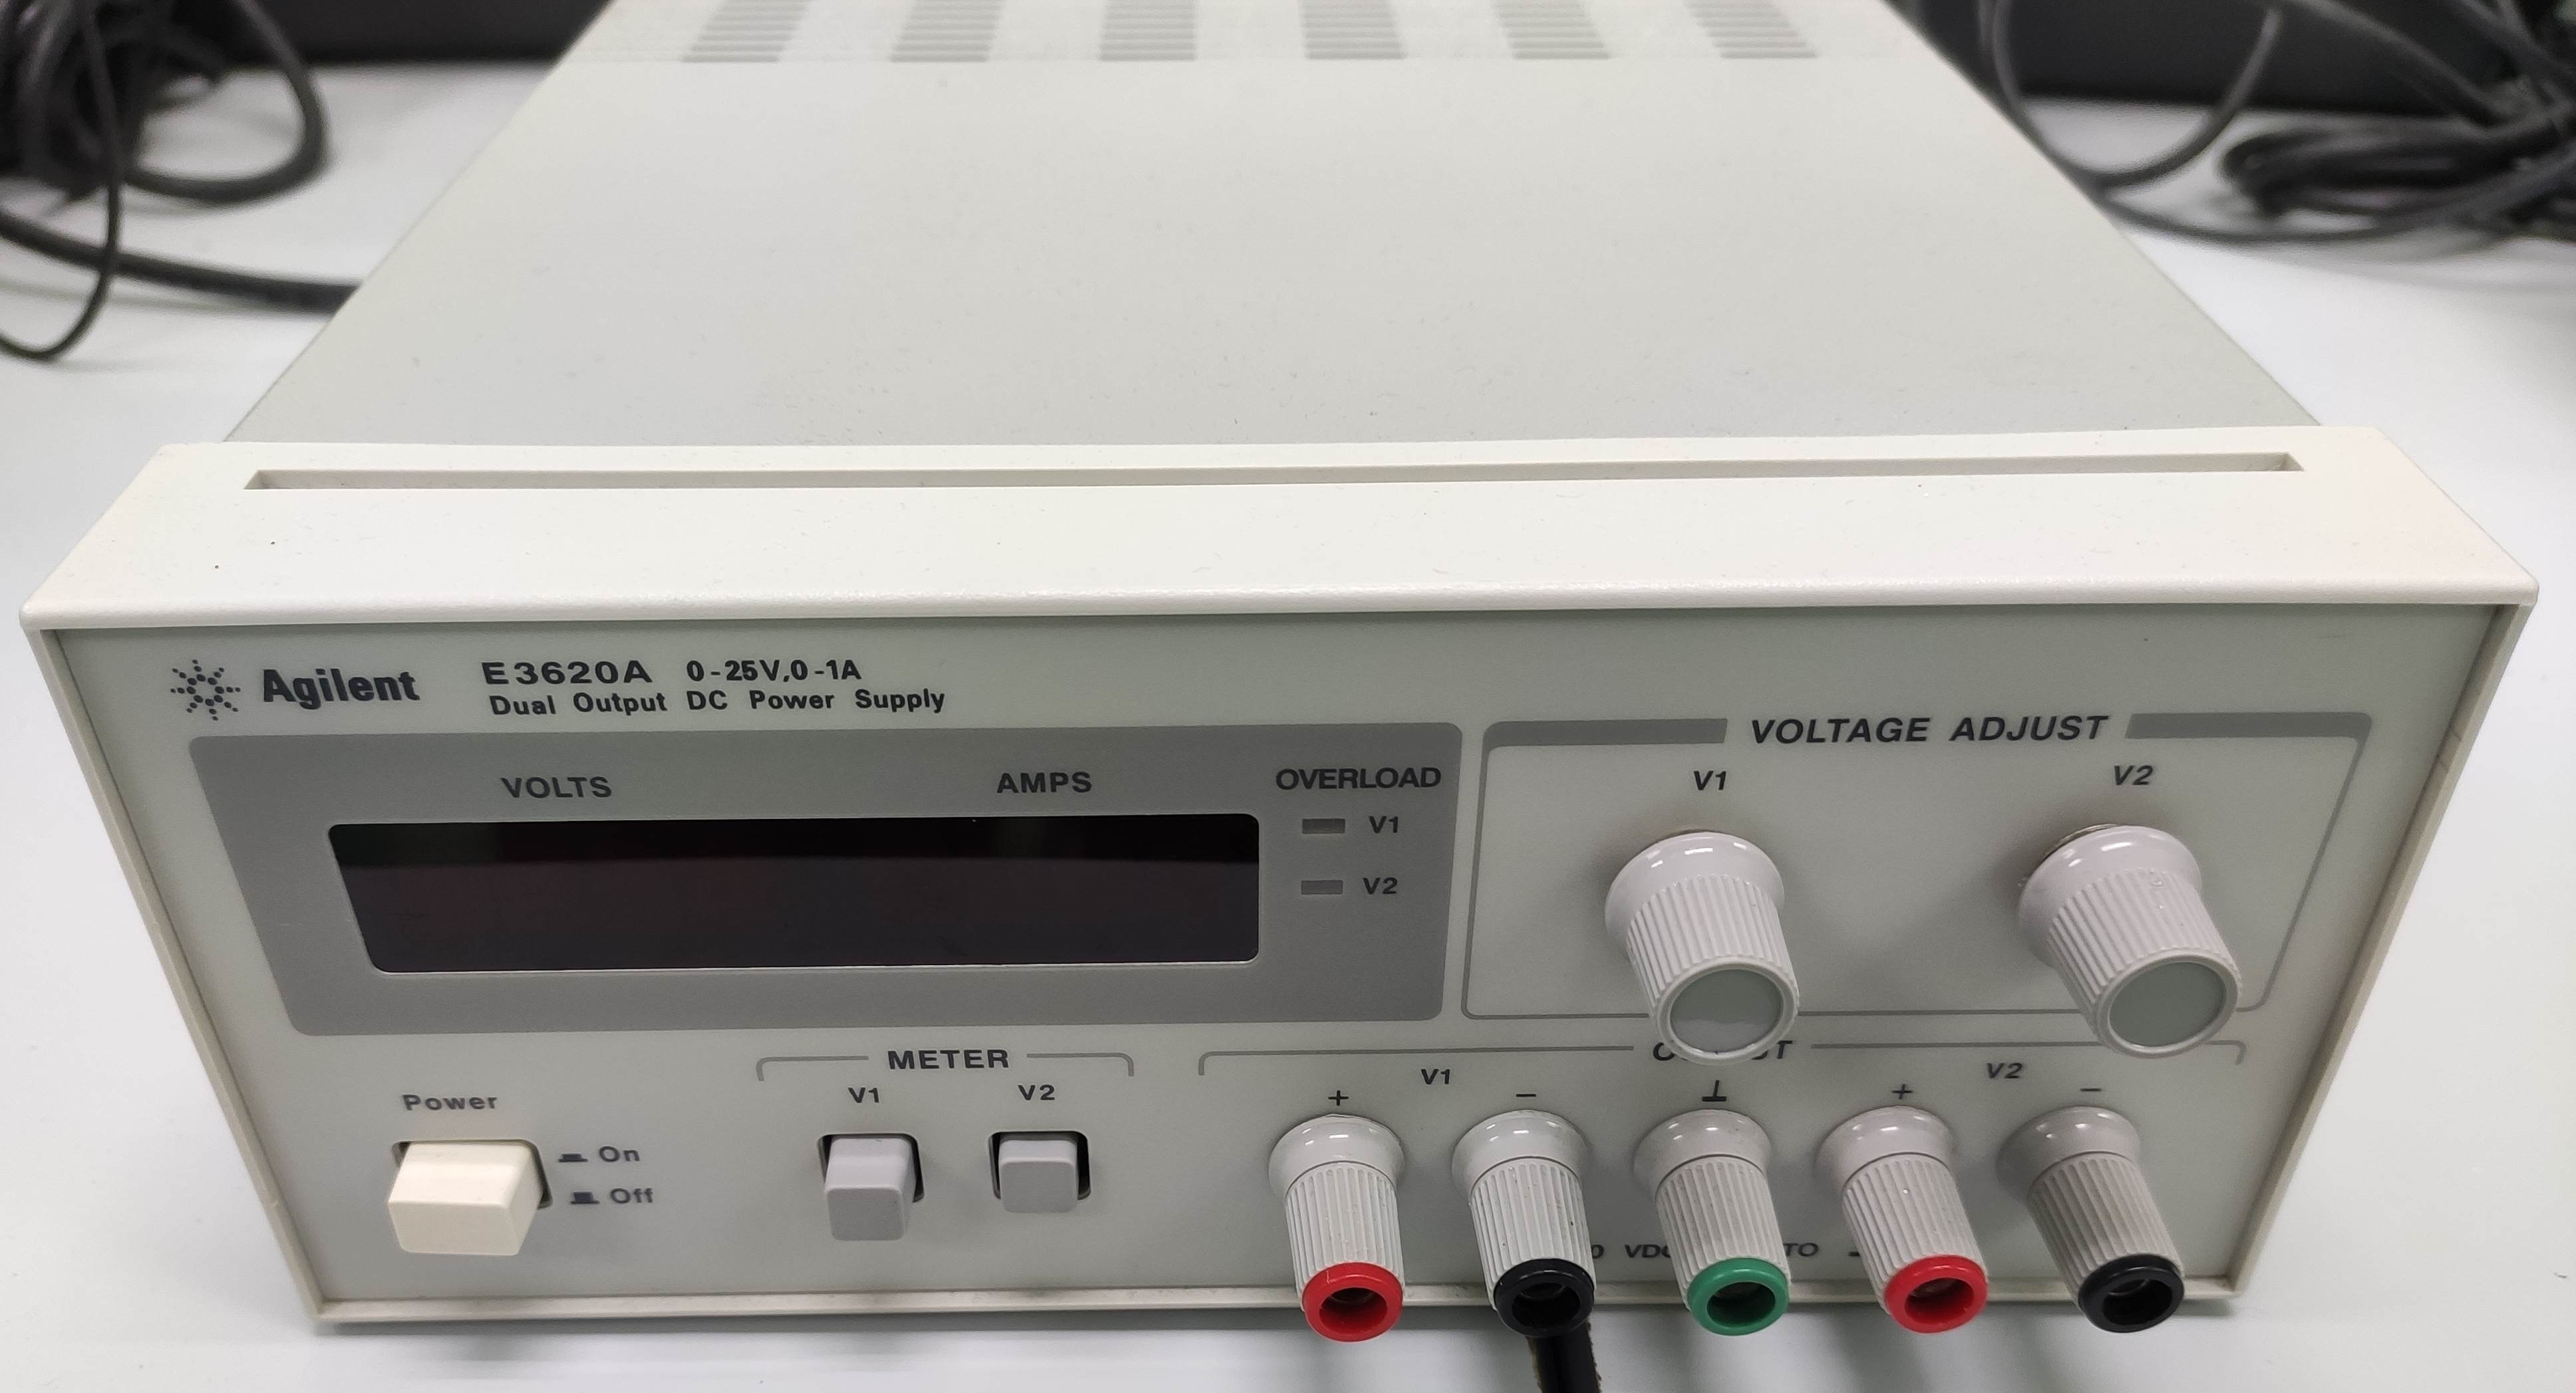 Agilent E3620A 0-25V,0-1A
Dual Output DC Power Supply
VOLTAGE ADJUST
VOLTS AMPS OVERLOAD
V1
V2
V1 V2
METER
V1 V2
Power
On
Off
V1 V2
+ - ⊥ + -
TO